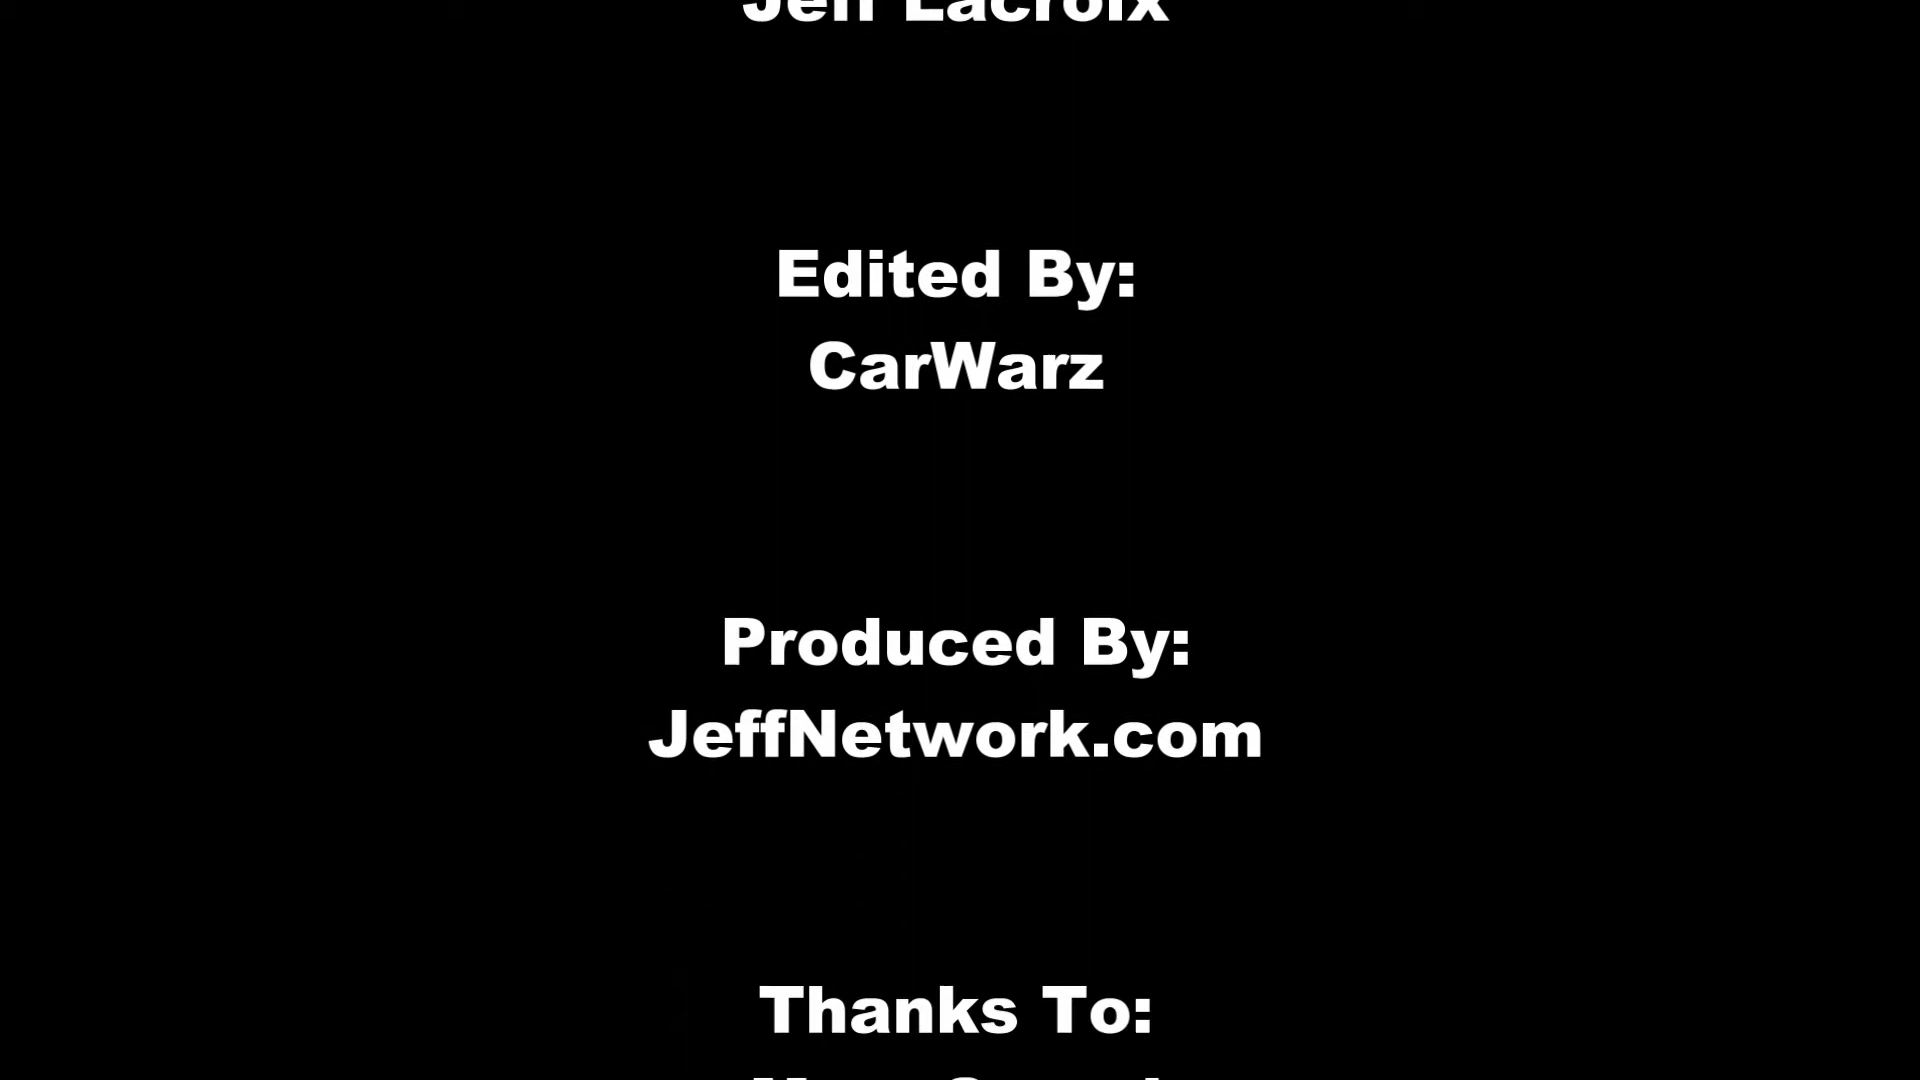 Jeff Lacroix
Edited By:
CarWarz
Produced By:
JeffNetwork.com
Thanks To: